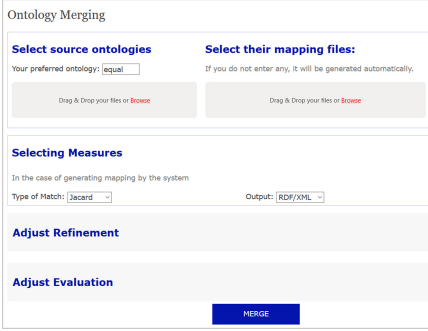 Ontology Merging
Select source ontologies
Your preferred ontology: equal
Drag & Drop your files or Browse
Select their mapping files:
If you do not enter any, it will be generated automatically.
Drag & Drop your files or Browse
Selecting Measures
In the case of generating mapping by the system
Type of Match: Jacard
Output: RDF/XML
Adjust Refinement
Adjust Evaluation
MERGE